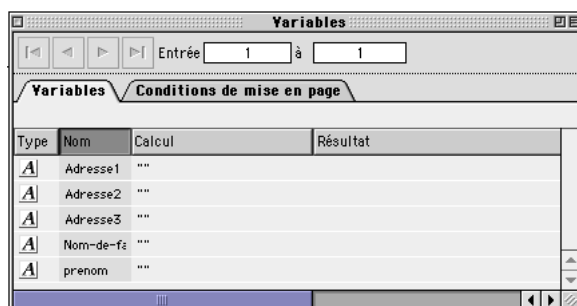 Variables
Entrée 1 à 1
Variables Conditions de mise en page
Type Nom Calcul Résultat
A Adresse1 ""
A Adresse2 ""
A Adresse3 ""
A Nom-de-fa ""
A prenom ""